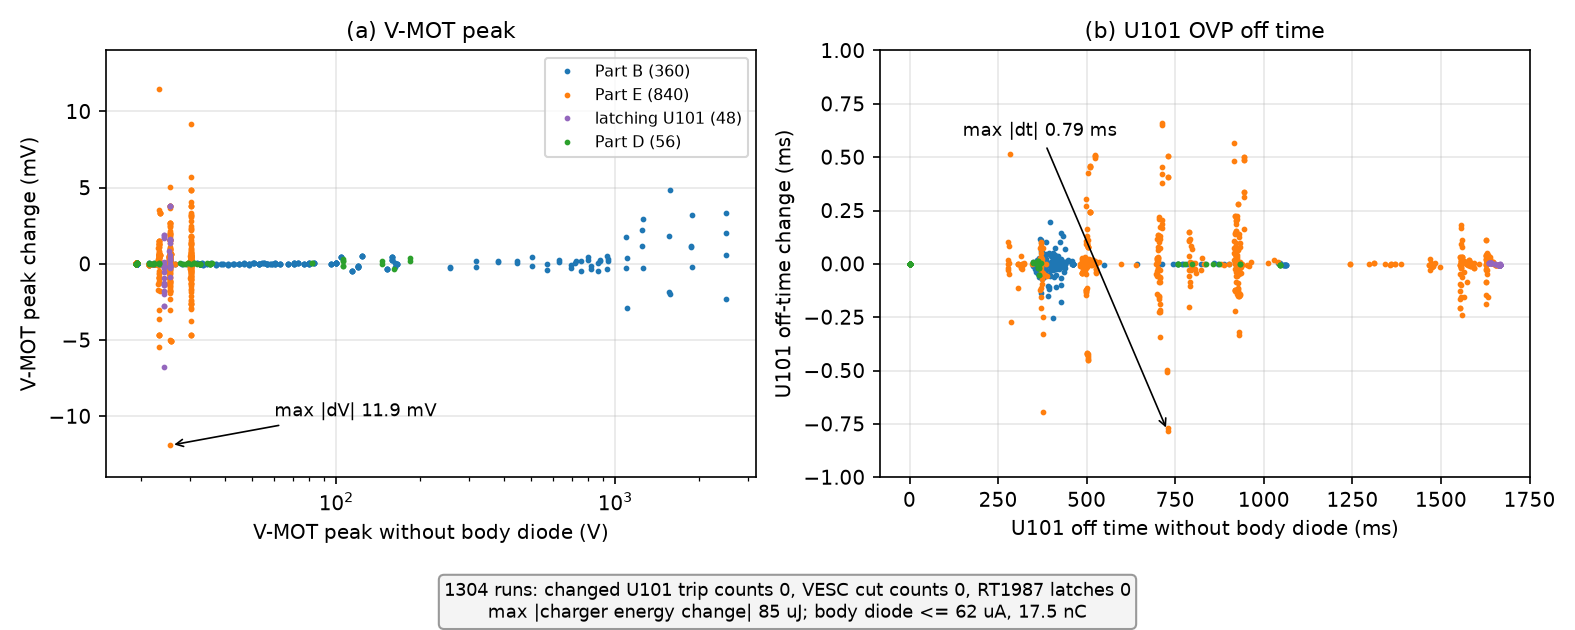 (a) V-MOT peak
V-MOT peak change (mV)
10
5
0
−5
−10
Part B (360)
Part E (840)
latching U101 (48)
Part D (56)
max |dV| 11.9 mV
10² 10³
V-MOT peak without body diode (V)
(b) U101 OVP off time
U101 off-time change (ms)
1.00
0.75
0.50
0.25
0.00
−0.25
−0.50
−0.75
−1.00
max |dt| 0.79 ms
0 250 500 750 1000 1250 1500 1750
U101 off time without body diode (ms)
1304 runs: changed U101 trip counts 0, VESC cut counts 0, RT1987 latches 0
max |charger energy change| 85 uJ; body diode <= 62 uA, 17.5 nC